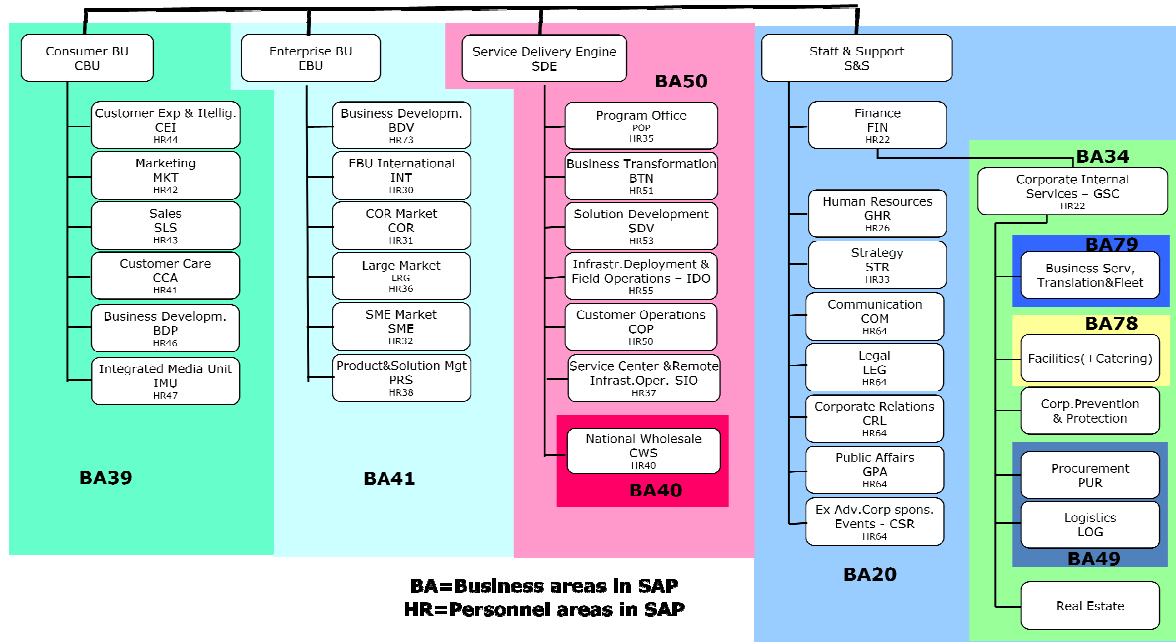 Consumer BU
CBU
Customer Exp & Itellig.
CEI
HR44
Marketing
MKT
HR42
Sales
SLS
HR43
Customer Care
CCA
HR41
Business Developm.
BDP
HR46
Integrated Media Unit
IMU
HR47
BA39
Enterprise BU
EBU
Business Developm.
BDV
HR73
EBU International
INT
HR30
COR Market
COR
HR31
Large Market
LRG
HR36
SME Market
SME
HR32
Product&Solution Mgt
PRS
HR38
BA41
Service Delivery Engine
SDE
BA50
Program Office
POP
HR35
Business Transformation
BTN
HR51
Solution Development
SDV
HR53
Infrastr.Deployment &
Field Operations – IDO
HR55
Customer Operations
COP
HR50
Service Center &Remote
Infrast.Oper. SIO
HR37
National Wholesale
CWS
HR40
BA40
Staff & Support
S&S
Finance
FIN
HR22
Human Resources
GHR
HR26
Strategy
STR
HR33
Communication
COM
HR64
Legal
LEG
HR64
Corporate Relations
CRL
HR64
Public Affairs
GPA
HR64
Ex Adv.Corp spons.
Events - CSR
HR64
BA20
BA34
Corporate Internal
Services – GSC
HR22
BA79
Business Serv,
Translation&Fleet
BA78
Facilities(+Catering)
Corp.Prevention
& Protection
Procurement
PUR
Logistics
LOG
BA49
Real Estate
BA=Business areas in SAP
HR=Personnel areas in SAP